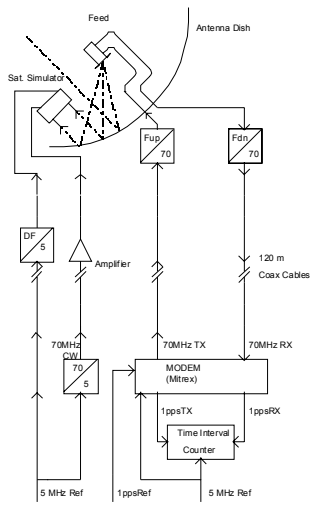 Feed
Antenna Dish
Sat. Simulator
Fup
70
Fdn
70
DF
5
Amplifier
120 m
Coax Cables
70MHz
CW
70MHz TX
70MHz RX
70
5
MODEM
(Mitrex)
1ppsTX
1ppsRX
Time Interval
Counter
5 MHz Ref
1ppsRef
5 MHz Ref